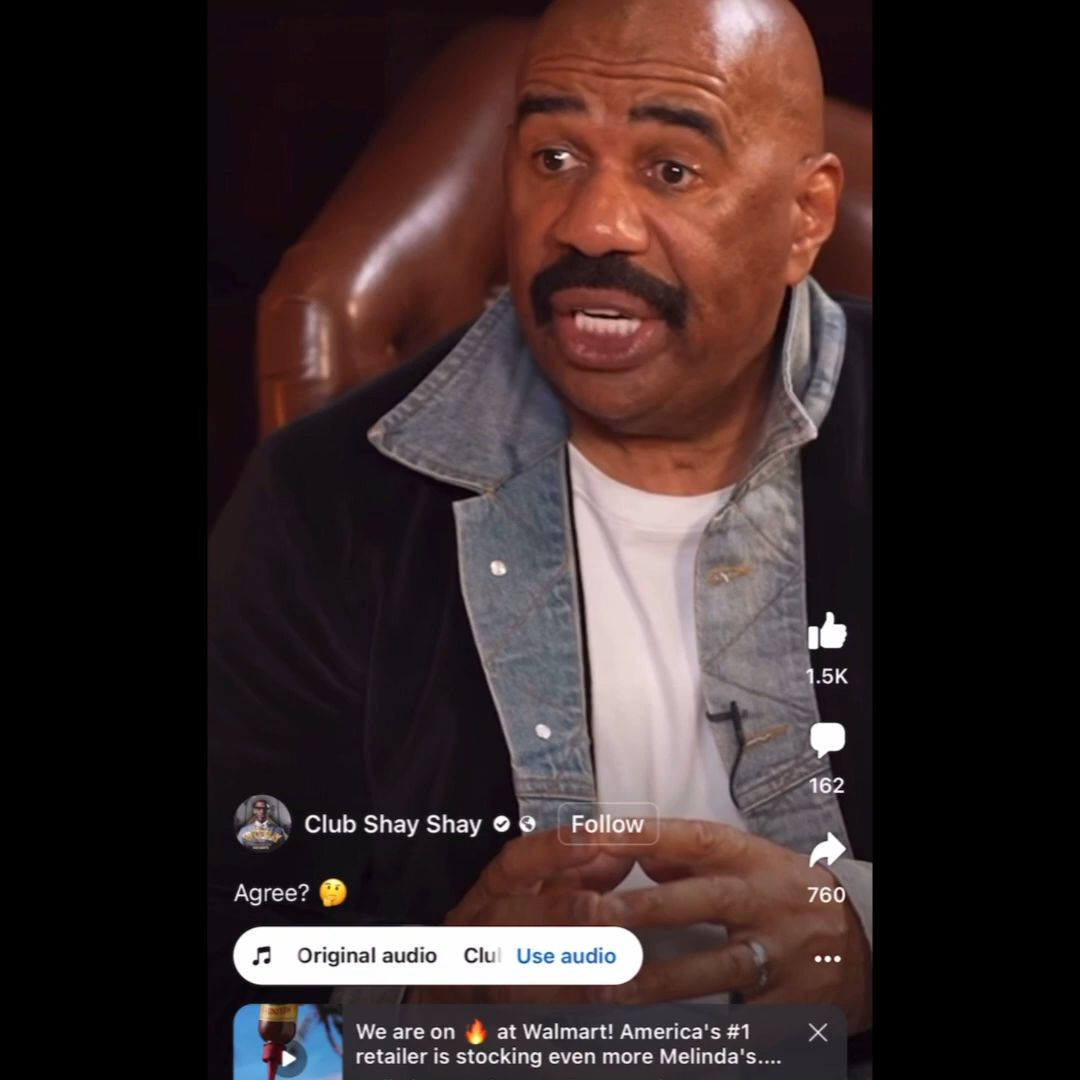 1.5K
162
Club Shay Shay Follow
Agree? 🤔
760
Original audio Clu Use audio
We are on 🔥 at Walmart! America's #1
retailer is stocking even more Melinda's....